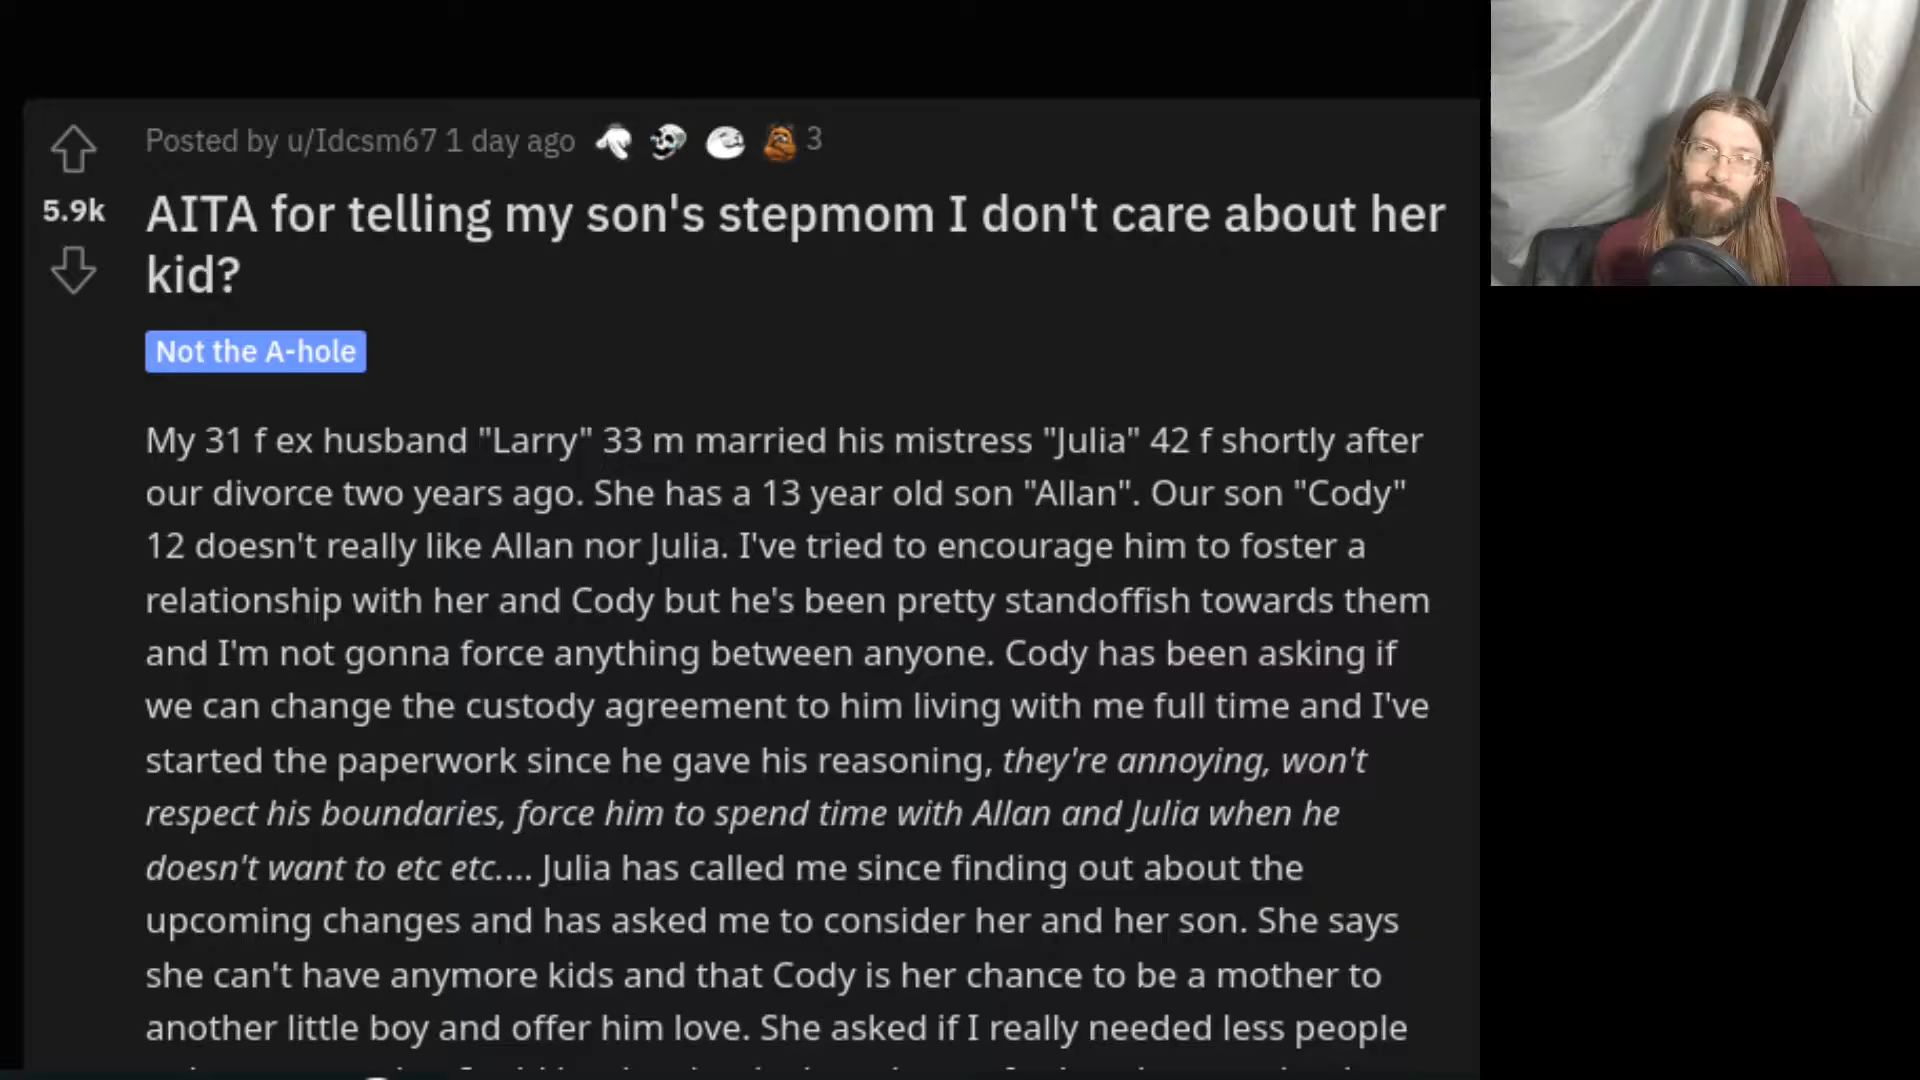 Posted by u/Idcsm67 1 day ago 3
5.9k
AITA for telling my son's stepmom I don't care about her
kid?
Not the A-hole
My 31 f ex husband "Larry" 33 m married his mistress "Julia" 42 f shortly after
our divorce two years ago. She has a 13 year old son "Allan". Our son "Cody"
12 doesn't really like Allan nor Julia. I've tried to encourage him to foster a
relationship with her and Cody but he's been pretty standoffish towards them
and I'm not gonna force anything between anyone. Cody has been asking if
we can change the custody agreement to him living with me full time and I've
started the paperwork since he gave his reasoning, they're annoying, won't
respect his boundaries, force him to spend time with Allan and Julia when he
doesn't want to etc etc.... Julia has called me since finding out about the
upcoming changes and has asked me to consider her and her son. She says
she can't have anymore kids and that Cody is her chance to be a mother to
another little boy and offer him love. She asked if I really needed less people